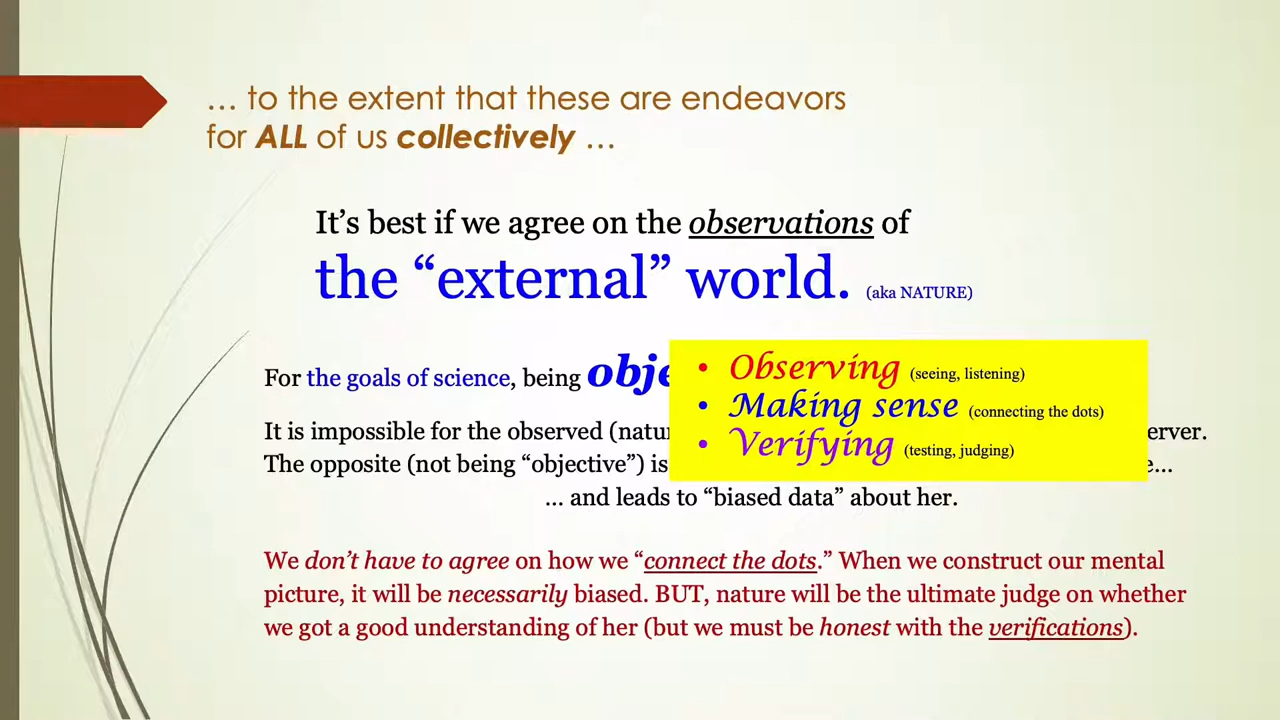 … to the extent that these are endeavors
for ALL of us collectively …
It’s best if we agree on the observations of
the “external” world. (aka NATURE)
For the goals of science, being
• Observing (seeing, listening)
• Making sense (connecting the dots)
• Verifying (testing, judging)
It is impossible for the observed
The opposite (not being “objective”) is
… and leads to “biased data” about her.
We don’t have to agree on how we “connect the dots.” When we construct our mental
picture, it will be necessarily biased. BUT, nature will be the ultimate judge on whether
we got a good understanding of her (but we must be honest with the verifications).